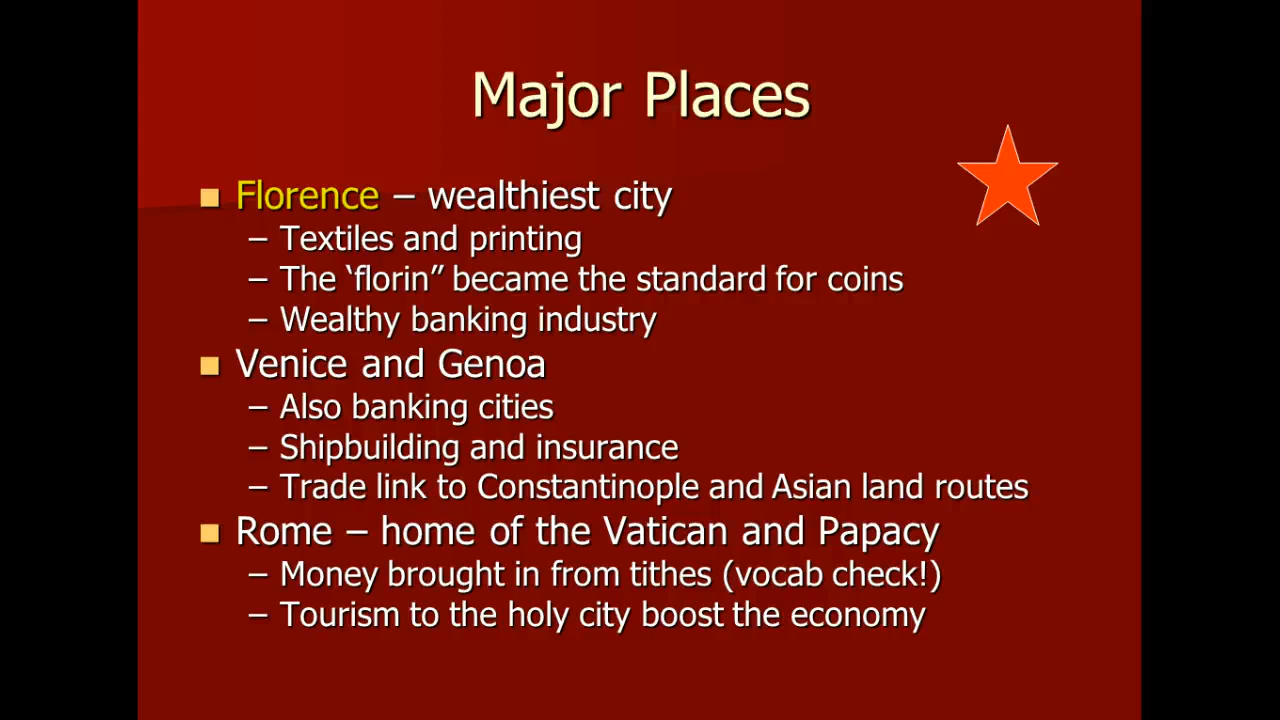 Major Places
Florence – wealthiest city
– Textiles and printing
– The ‘florin” became the standard for coins
– Wealthy banking industry
Venice and Genoa
– Also banking cities
– Shipbuilding and insurance
– Trade link to Constantinople and Asian land routes
Rome – home of the Vatican and Papacy
– Money brought in from tithes (vocab check!)
– Tourism to the holy city boost the economy